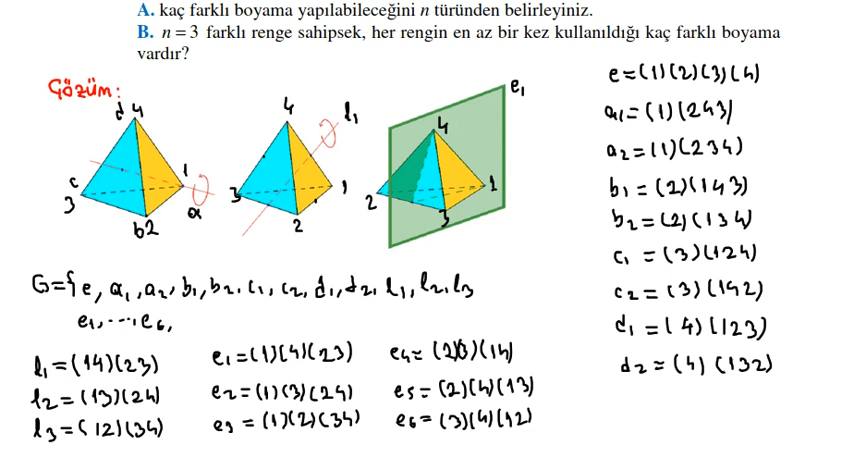 A. kaç farklı boyama yapılabileceğini n türünden belirleyiniz.
B. n = 3 farklı renge sahipsek, her rengin en az bir kez kullanıldığı kaç farklı boyama
vardır?
Çözüm:
d 4
c
3
1
a
b2
4
l₁
3
1
2
e₁
4
2
1
3
e=(1)(2)(3)(4)
a₁=(1)(243)
a₂=(1)(234)
b₁=(2)(143)
b₂=(2)(134)
c₁=(3)(124)
c₂=(3)(142)
d₁=(4)(123)
d₂=(4)(132)
G={e, a₁, a₂, b₁, b₂, c₁, c₂, d₁, d₂, l₁, l₂, l₃
e₁, ... e₆,
l₁=(14)(23) e₁=(1)(4)(23) e₄=(2)(3)(14)
l₂=(13)(24) e₂=(1)(3)(24) e₅=(2)(4)(13)
l₃=(12)(34) e₃=(1)(2)(34) e₆=(3)(4)(12)